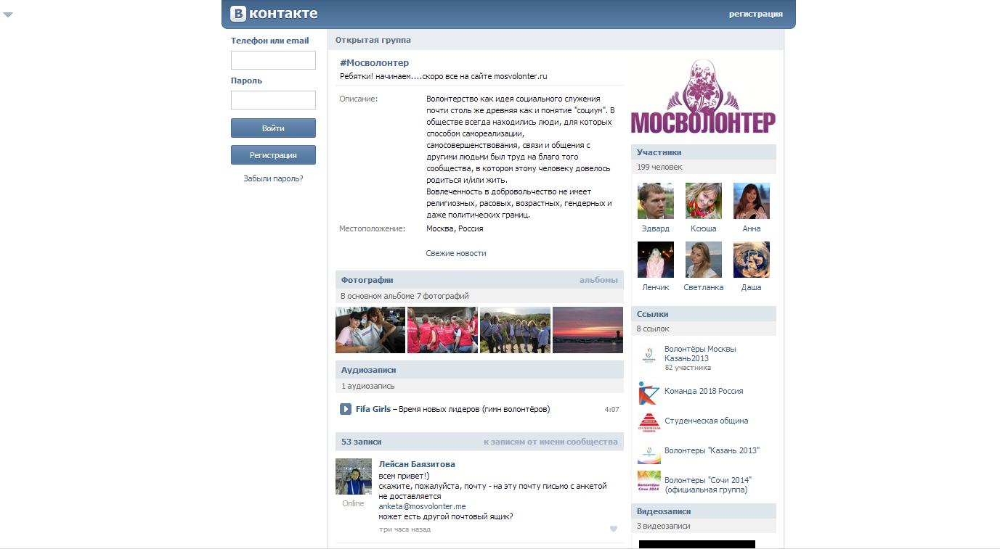 В контакте
регистрация
Телефон или email
Пароль
Войти
Регистрация
Забыли пароль?
Открытая группа
#Мосволонтер
Ребятки! начинаем....скоро все на сайте mosvolonter.ru
Описание:
Волонтерство как идея социального служения
почти столь же древняя как и понятие "социум". В
обществе всегда находились люди, для которых
способом самореализации,
самосовершенствования, связи и общения с
другими людьми был труд на благо того
сообщества, в котором этому человеку довелось
родиться и/или жить.
Вовлеченность в добровольчество не имеет
религиозных, расовых, возрастных, гендерных и
даже политических границ.
Местоположение:
Москва, Россия
Свежие новости
Фотографии
альбомы
В основном альбоме 7 фотографий
Аудиозаписи
1 аудиозапись
Fifa Girls – Время новых лидеров (гимн волонтёров)
4:07
53 записи
к записям от имени сообщества
Лейсан Баязитова
всем привет!)
скажите, пожалуйста, почту - на эту почту письмо с анкетой
не доставляется
anketa@mosvolonter.me
может есть другой почтовый ящик?
Online
три часа назад
МОСВОЛОНТЕР
Участники
199 человек
Эдвард
Ксюша
Анна
Ленчик
Светланка
Даша
Ссылки
8 ссылок
Волонтёры Москвы
Казань2013
82 участника
Команда 2018 Россия
Студенческая община
СТУДЕНЧЕСКАЯ
ОБЩИНА
Волонтеры "Казань 2013"
Волонтеры "Сочи 2014"
(официальная группа)
Волонтёры
Сочи 2014
Видеозаписи
3 видеозаписи